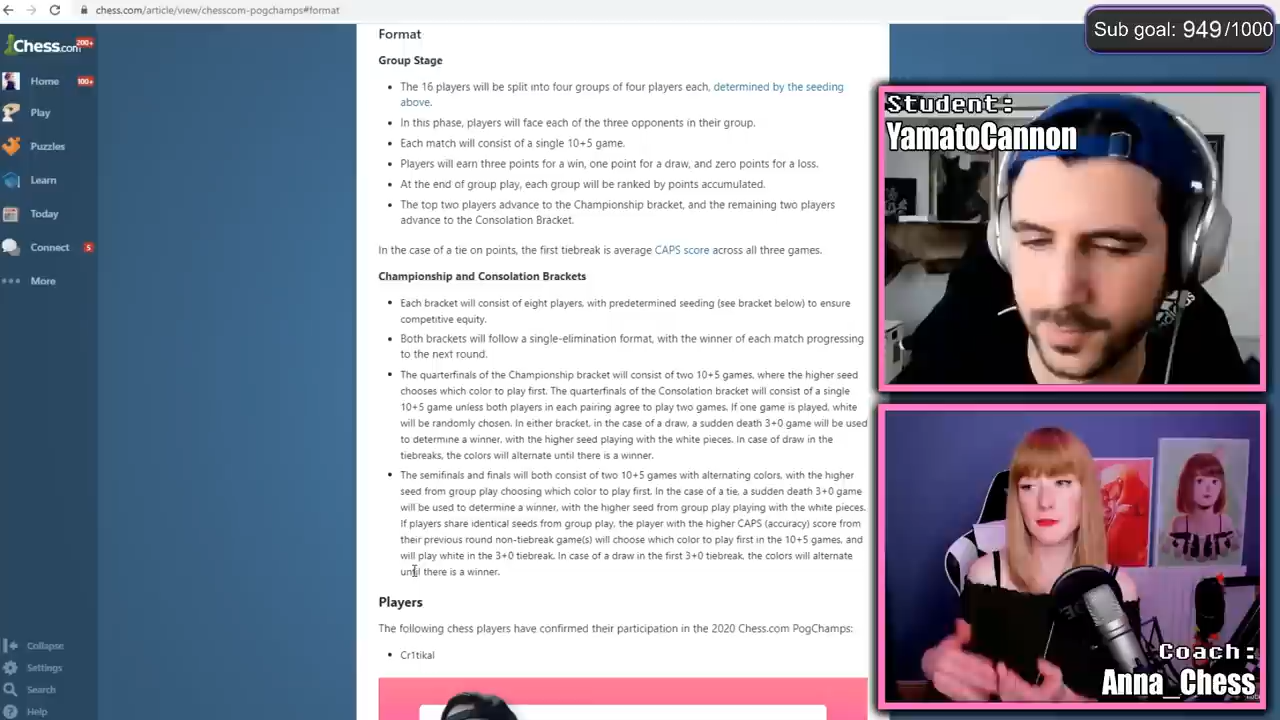 chess.com/article/view/chesscom-pogchamps#format
Sub goal: 949/1000
Chess.com
200+
Home
100+
Play
Puzzles
Learn
Today
Connect
5
More
Collapse
Settings
Search
Help
Format
Group Stage
The 16 players will be split into four groups of four players each, determined by the seeding
above.
In this phase, players will face each of the three opponents in their group.
Each match will consist of a single 10+5 game.
Players will earn three points for a win, one point for a draw, and zero points for a loss.
At the end of group play, each group will be ranked by points accumulated.
The top two players advance to the Championship bracket, and the remaining two players
advance to the Consolation Bracket.
In the case of a tie on points, the first tiebreak is average CAPS score across all three games.
Championship and Consolation Brackets
Each bracket will consist of eight players, with predetermined seeding (see bracket below) to ensure
competitive equity.
Both brackets will follow a single-elimination format, with the winner of each match progressing
to the next round.
The quarterfinals of the Championship bracket will consist of two 10+5 games, where the higher seed
chooses which color to play first. The quarterfinals of the Consolation bracket will consist of a single
10+5 game unless both players in each pairing agree to play two games. If one game is played, white
will be randomly chosen. In either bracket, in the case of a draw, a sudden death 3+0 game will be used
to determine a winner, with the higher seed playing with the white pieces. In case of draw in the
tiebreaks, the colors will alternate until there is a winner.
The semifinals and finals will both consist of two 10+5 games with alternating colors, with the higher
seed from group play choosing which color to play first. In the case of a tie, a sudden death 3+0 game
will be used to determine a winner, with the higher seed from group play playing with the white pieces.
If players share identical seeds from group play, the player with the higher CAPS (accuracy) score from
their previous round non-tiebreak game(s) will choose which color to play first in the 10+5 games, and
will play white in the 3+0 tiebreak. In case of a draw in the first 3+0 tiebreak, the colors will alternate
until there is a winner.
Players
The following chess players have confirmed their participation in the 2020 Chess.com PogChamps:
Cr1tikal
Student:
YamatoCannon
Coach:
Anna_Chess